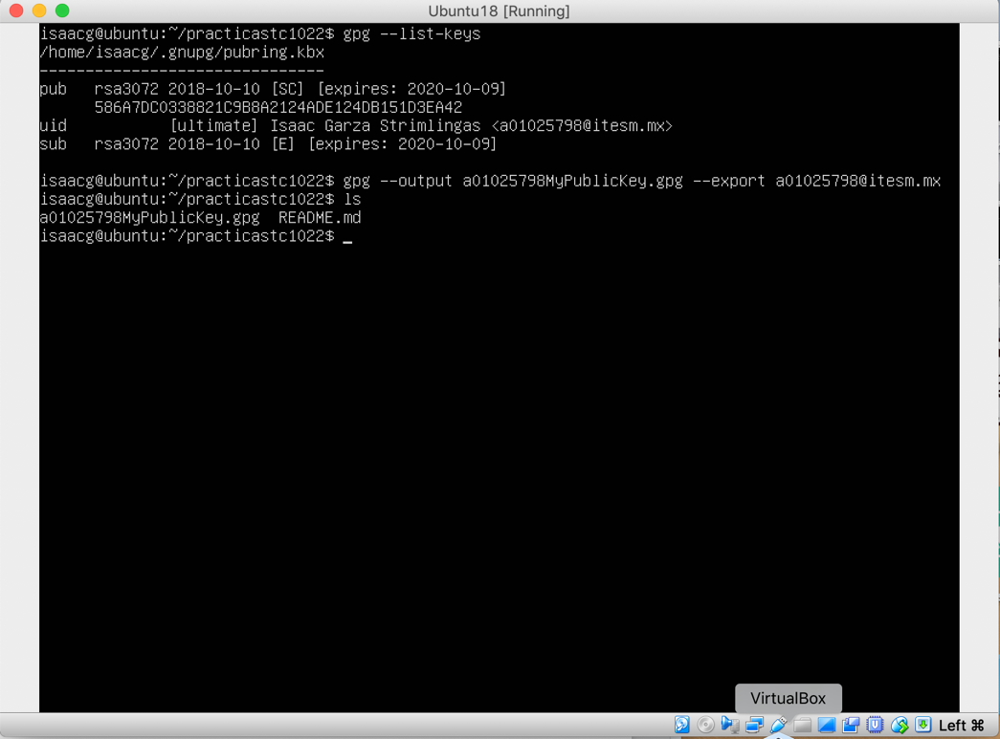 Ubuntu18 [Running]
isaacg@ubuntu:~/practicastc1022$ gpg --list-keys
/home/isaacg/.gnupg/pubring.kbx
-------------------------------
pub   rsa3072 2018-10-10 [SC] [expires: 2020-10-09]
      586A7DC0338821C9B8A2124ADE124DB151D3EA42
uid           [ultimate] Isaac Garza Strimlingas <a01025798@itesm.mx>
sub   rsa3072 2018-10-10 [E] [expires: 2020-10-09]
isaacg@ubuntu:~/practicastc1022$ gpg --output a01025798MyPublicKey.gpg --export a01025798@itesm.mx
isaacg@ubuntu:~/practicastc1022$ ls
a01025798MyPublicKey.gpg  README.md
isaacg@ubuntu:~/practicastc1022$ _
VirtualBox
Left ⌘